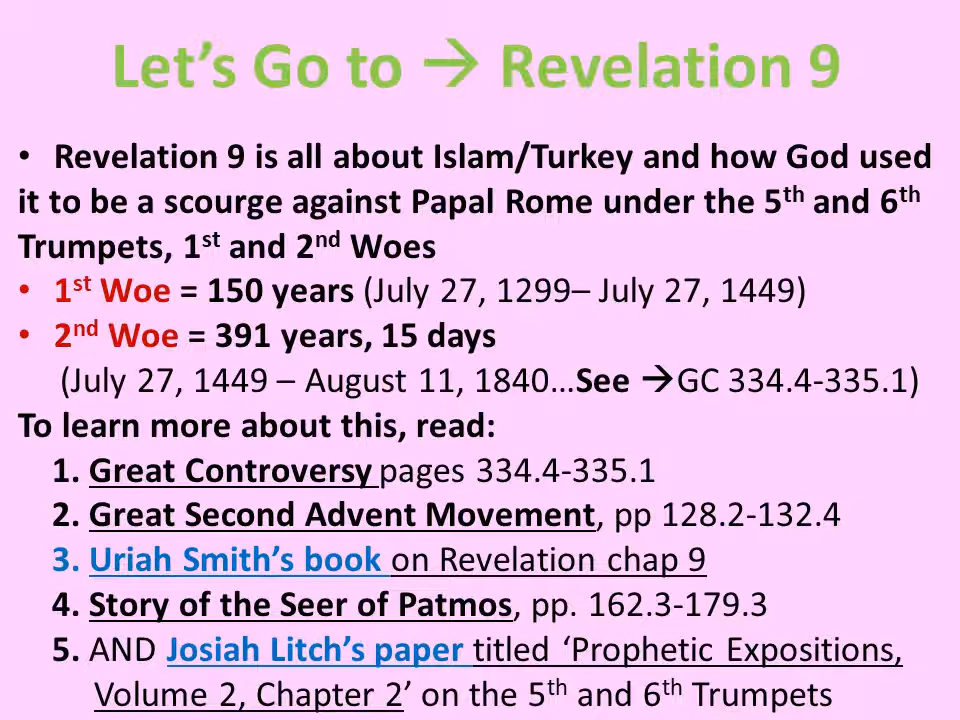 Let’s Go to → Revelation 9
• Revelation 9 is all about Islam/Turkey and how God used
it to be a scourge against Papal Rome under the 5th and 6th
Trumpets, 1st and 2nd Woes
• 1st Woe = 150 years (July 27, 1299– July 27, 1449)
• 2nd Woe = 391 years, 15 days
(July 27, 1449 – August 11, 1840…See →GC 334.4-335.1)
To learn more about this, read:
1. Great Controversy pages 334.4-335.1
2. Great Second Advent Movement, pp 128.2-132.4
3. Uriah Smith’s book on Revelation chap 9
4. Story of the Seer of Patmos, pp. 162.3-179.3
5. AND Josiah Litch’s paper titled ‘Prophetic Expositions,
Volume 2, Chapter 2’ on the 5th and 6th Trumpets